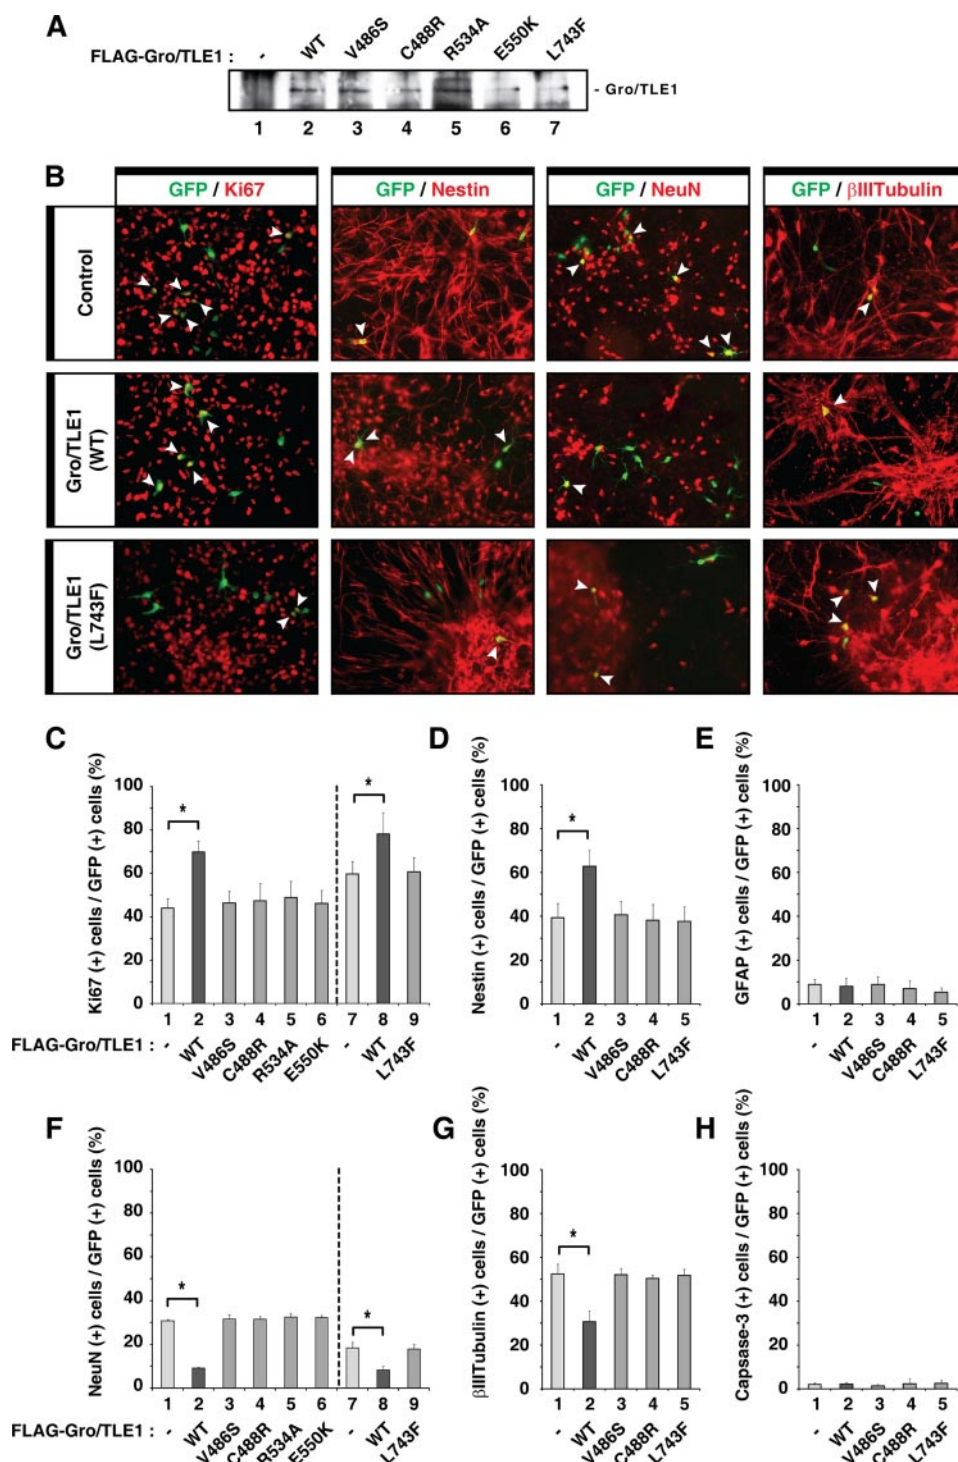 A
FLAG-Gro/TLE1 : - WT V486S C488R R534A E550K L743F
- Gro/TLE1
1 2 3 4 5 6 7
B
GFP / Ki67 GFP / Nestin GFP / NeuN GFP / βIIITubulin
Control
Gro/TLE1 (WT)
Gro/TLE1 (L743F)
C
Ki67 (+) cells / GFP (+) cells (%)
100
80
60
40
20
0
* *
1 2 3 4 5 6 7 8 9
FLAG-Gro/TLE1 : - WT V486S C488R R534A E550K - WT L743F
D
Nestin (+) cells / GFP (+) cells (%)
100
80
60
40
20
0
*
1 2 3 4 5
- WT V486S C488R L743F
E
GFAP (+) cells / GFP (+) cells (%)
100
80
60
40
20
0
1 2 3 4 5
- WT V486S C488R L743F
F
NeuN (+) cells / GFP (+) cells (%)
100
80
60
40
20
0
* *
1 2 3 4 5 6 7 8 9
FLAG-Gro/TLE1 : - WT V486S C488R R534A E550K - WT L743F
G
βIIITubulin (+) cells / GFP (+) cells (%)
100
80
60
40
20
0
*
1 2 3 4 5
- WT V486S C488R L743F
H
Capsase-3 (+) cells / GFP (+) cells (%)
100
80
60
40
20
0
1 2 3 4 5
- WT V486S C488R L743F